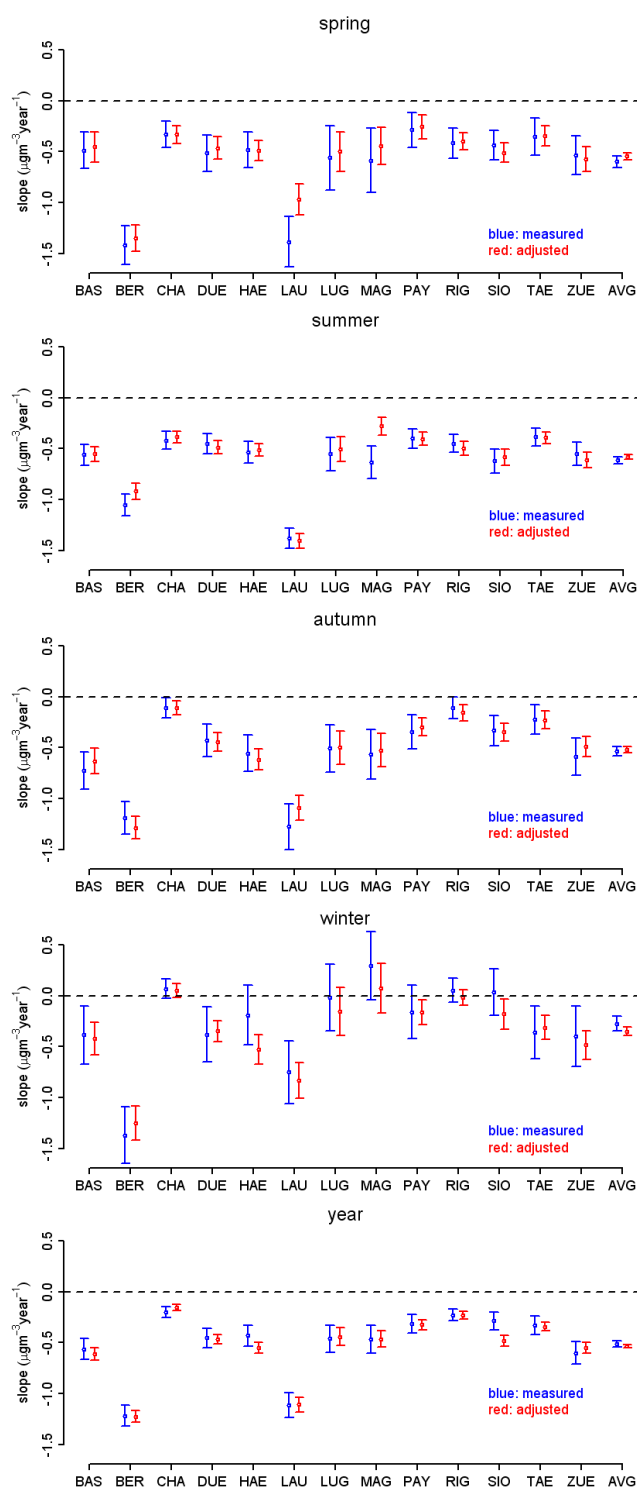 spring
slope (μgm⁻³year⁻¹)
0.5
0.0
-0.5
-1.0
-1.5
blue: measured
red: adjusted
BAS BER CHA DUE HAE LAU LUG MAG PAY RIG SIO TAE ZUE AVG
summer
slope (μgm⁻³year⁻¹)
0.5
0.0
-0.5
-1.0
-1.5
blue: measured
red: adjusted
BAS BER CHA DUE HAE LAU LUG MAG PAY RIG SIO TAE ZUE AVG
autumn
slope (μgm⁻³year⁻¹)
0.5
0.0
-0.5
-1.0
-1.5
blue: measured
red: adjusted
BAS BER CHA DUE HAE LAU LUG MAG PAY RIG SIO TAE ZUE AVG
winter
slope (μgm⁻³year⁻¹)
0.5
0.0
-0.5
-1.0
-1.5
blue: measured
red: adjusted
BAS BER CHA DUE HAE LAU LUG MAG PAY RIG SIO TAE ZUE AVG
year
slope (μgm⁻³year⁻¹)
0.5
0.0
-0.5
-1.0
-1.5
blue: measured
red: adjusted
BAS BER CHA DUE HAE LAU LUG MAG PAY RIG SIO TAE ZUE AVG